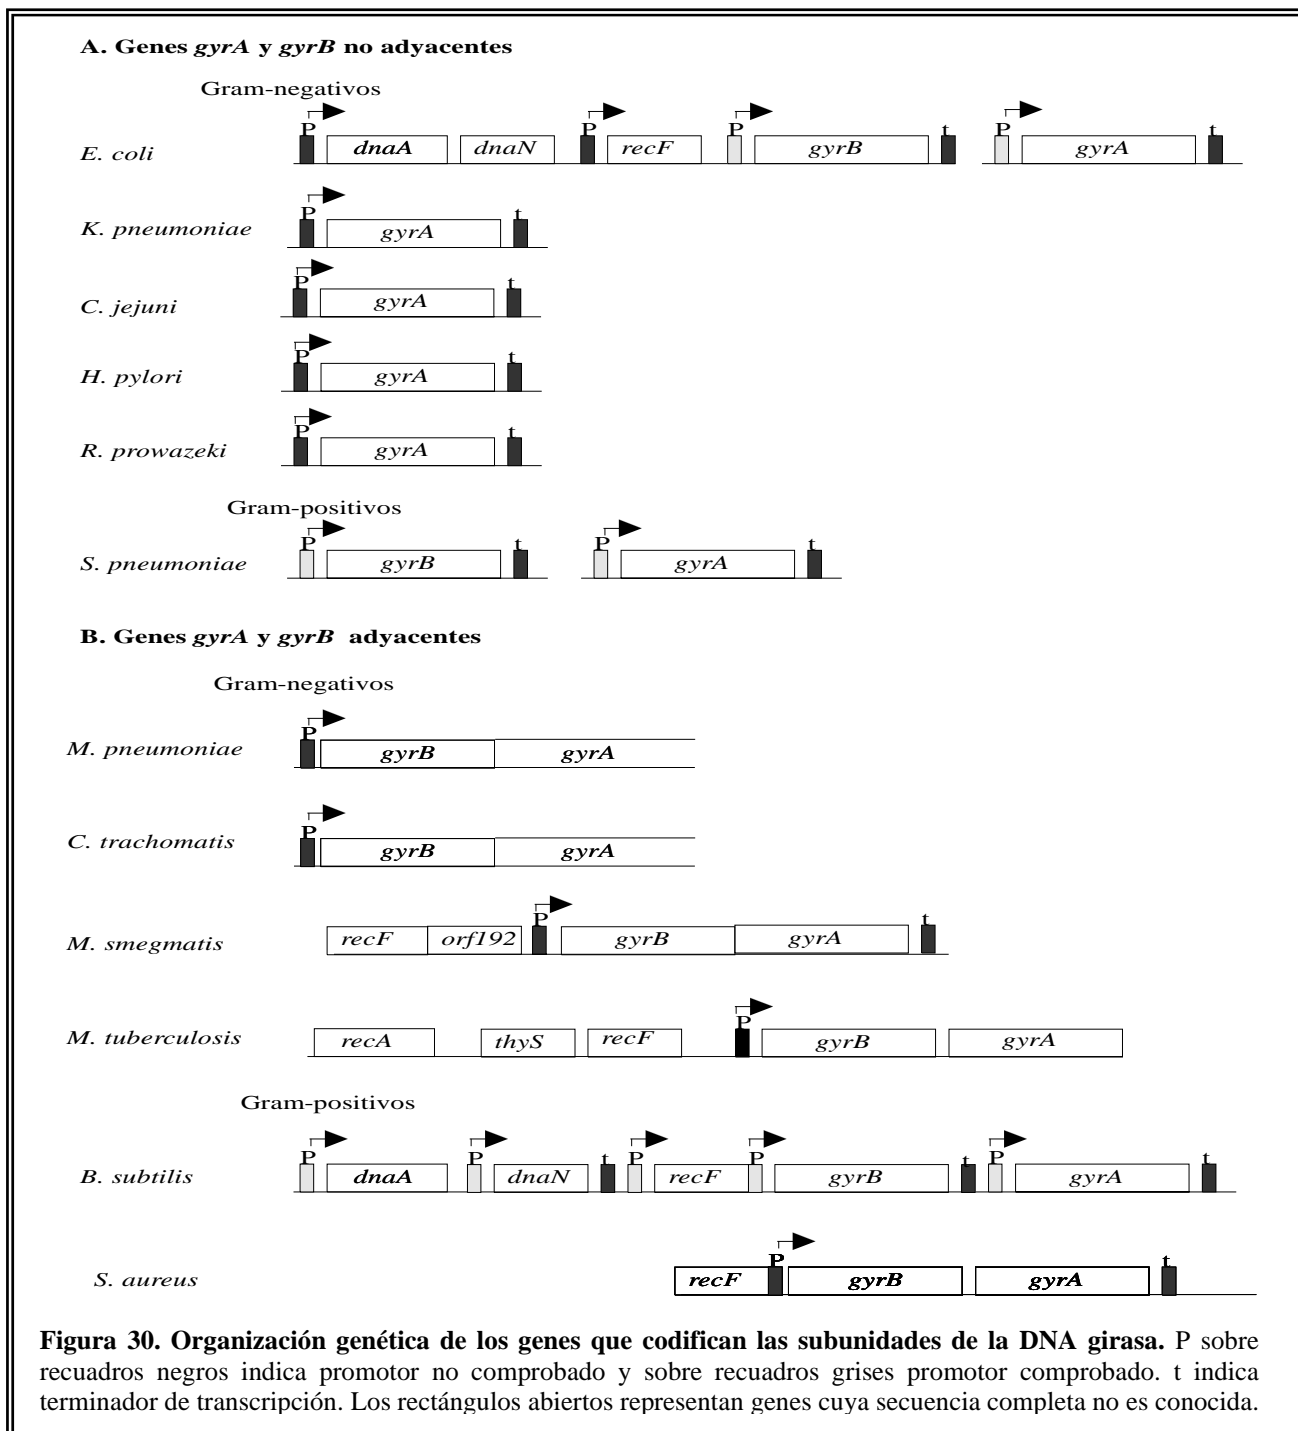 A. Genes gyrA y gyrB no adyacentes
Gram-negativos
P P P t P t
E. coli dnaA dnaN recF gyrB gyrA
P t
K. pneumoniae gyrA
P t
C. jejuni gyrA
P t
H. pylori gyrA
P t
R. prowazeki gyrA
Gram-positivos
P t P t
S. pneumoniae gyrB gyrA
B. Genes gyrA y gyrB adyacentes
Gram-negativos
P
M. pneumoniae gyrB gyrA
P
C. trachomatis gyrB gyrA
P t
M. smegmatis recF orf192 gyrB gyrA
P
M. tuberculosis recA thyS recF gyrB gyrA
Gram-positivos
P P t P P t P t
B. subtilis dnaA dnaN recF gyrB gyrA
P t
S. aureus recF gyrB gyrA
Figura 30. Organización genética de los genes que codifican las subunidades de la DNA girasa. P sobre
recuadros negros indica promotor no comprobado y sobre recuadros grises promotor comprobado. t indica
terminador de transcripción. Los rectángulos abiertos representan genes cuya secuencia completa no es conocida.